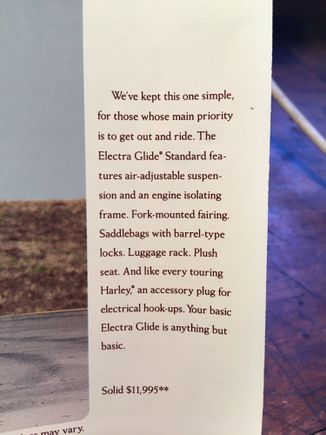 We've kept this one simple,
for those whose main priority
is to get out and ride. The
Electra Glide® Standard fea-
tures air-adjustable suspen-
sion and an engine isolating
frame. Fork-mounted fairing.
Saddlebags with barrel-type
locks. Luggage rack. Plush
seat. And like every touring
Harley,® an accessory plug for
electrical hook-ups. Your basic
Electra Glide is anything but
basic.
Solid $11,995**
may vary.